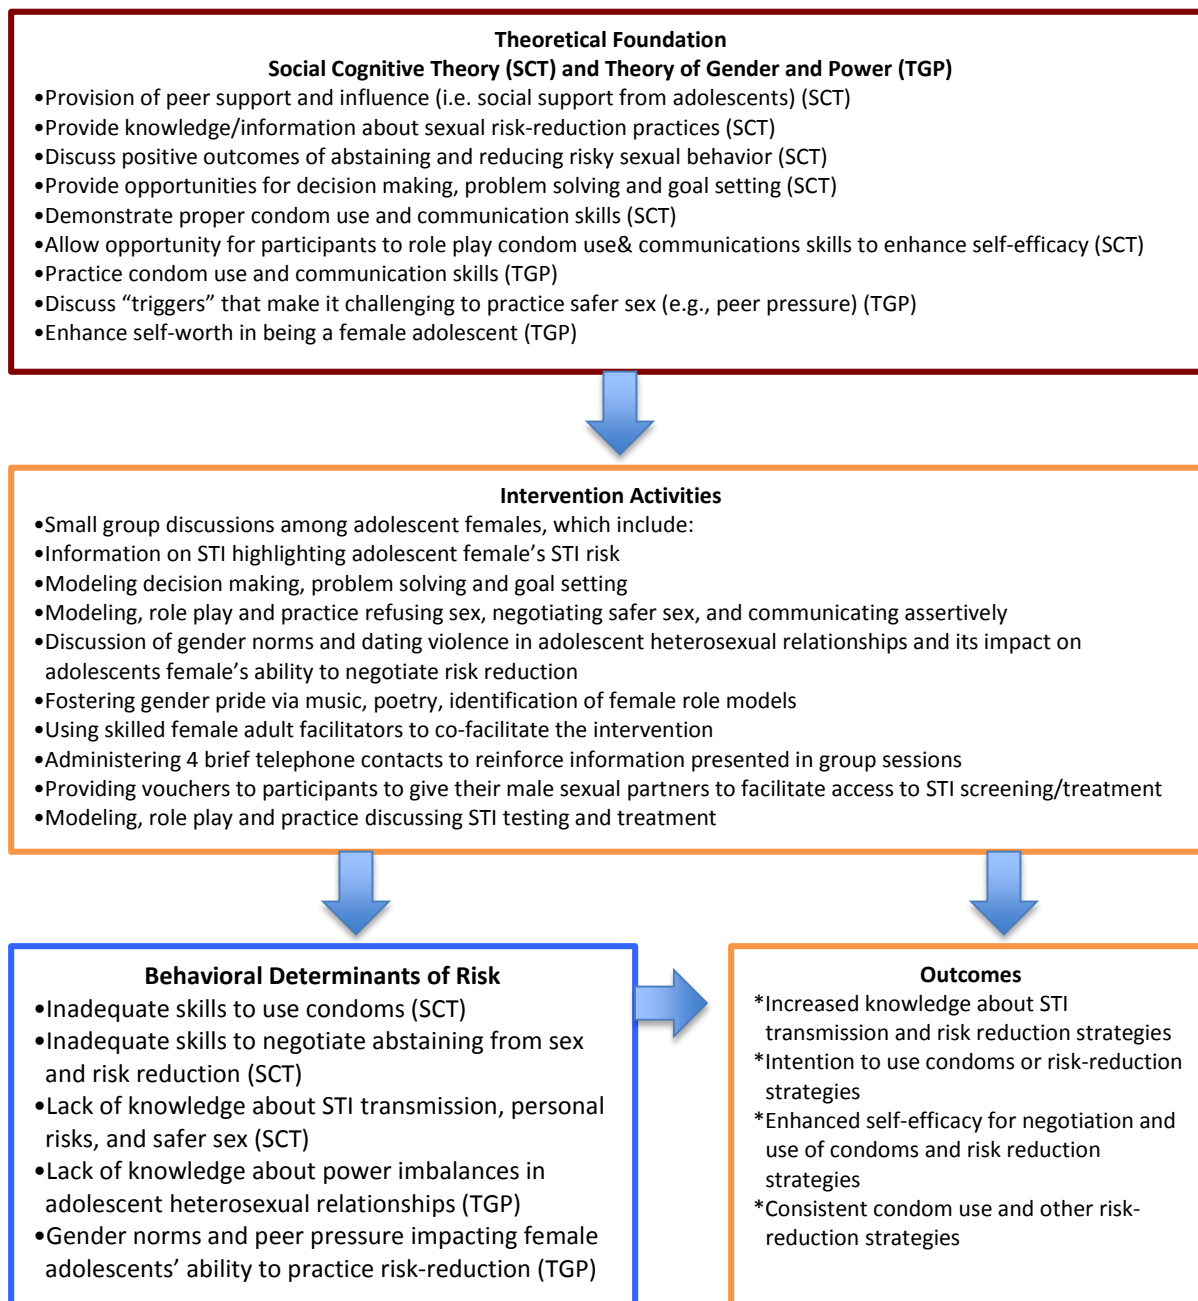 Theoretical Foundation
Social Cognitive Theory (SCT) and Theory of Gender and Power (TGP)
•Provision of peer support and influence (i.e. social support from adolescents) (SCT)
•Provide knowledge/information about sexual risk-reduction practices (SCT)
•Discuss positive outcomes of abstaining and reducing risky sexual behavior (SCT)
•Provide opportunities for decision making, problem solving and goal setting (SCT)
•Demonstrate proper condom use and communication skills (SCT)
•Allow opportunity for participants to role play condom use& communications skills to enhance self-efficacy (SCT)
•Practice condom use and communication skills (TGP)
•Discuss “triggers” that make it challenging to practice safer sex (e.g., peer pressure) (TGP)
•Enhance self-worth in being a female adolescent (TGP)
Intervention Activities
•Small group discussions among adolescent females, which include:
•Information on STI highlighting adolescent female’s STI risk
•Modeling decision making, problem solving and goal setting
•Modeling, role play and practice refusing sex, negotiating safer sex, and communicating assertively
•Discussion of gender norms and dating violence in adolescent heterosexual relationships and its impact on
adolescents female’s ability to negotiate risk reduction
•Fostering gender pride via music, poetry, identification of female role models
•Using skilled female adult facilitators to co-facilitate the intervention
•Administering 4 brief telephone contacts to reinforce information presented in group sessions
•Providing vouchers to participants to give their male sexual partners to facilitate access to STI screening/treatment
•Modeling, role play and practice discussing STI testing and treatment
Behavioral Determinants of Risk
•Inadequate skills to use condoms (SCT)
•Inadequate skills to negotiate abstaining from sex
and risk reduction (SCT)
•Lack of knowledge about STI transmission, personal
risks, and safer sex (SCT)
•Lack of knowledge about power imbalances in
adolescent heterosexual relationships (TGP)
•Gender norms and peer pressure impacting female
adolescents’ ability to practice risk-reduction (TGP)
Outcomes
*Increased knowledge about STI
transmission and risk reduction strategies
*Intention to use condoms or risk-reduction
strategies
*Enhanced self-efficacy for negotiation and
use of condoms and risk reduction
strategies
*Consistent condom use and other risk-
reduction strategies